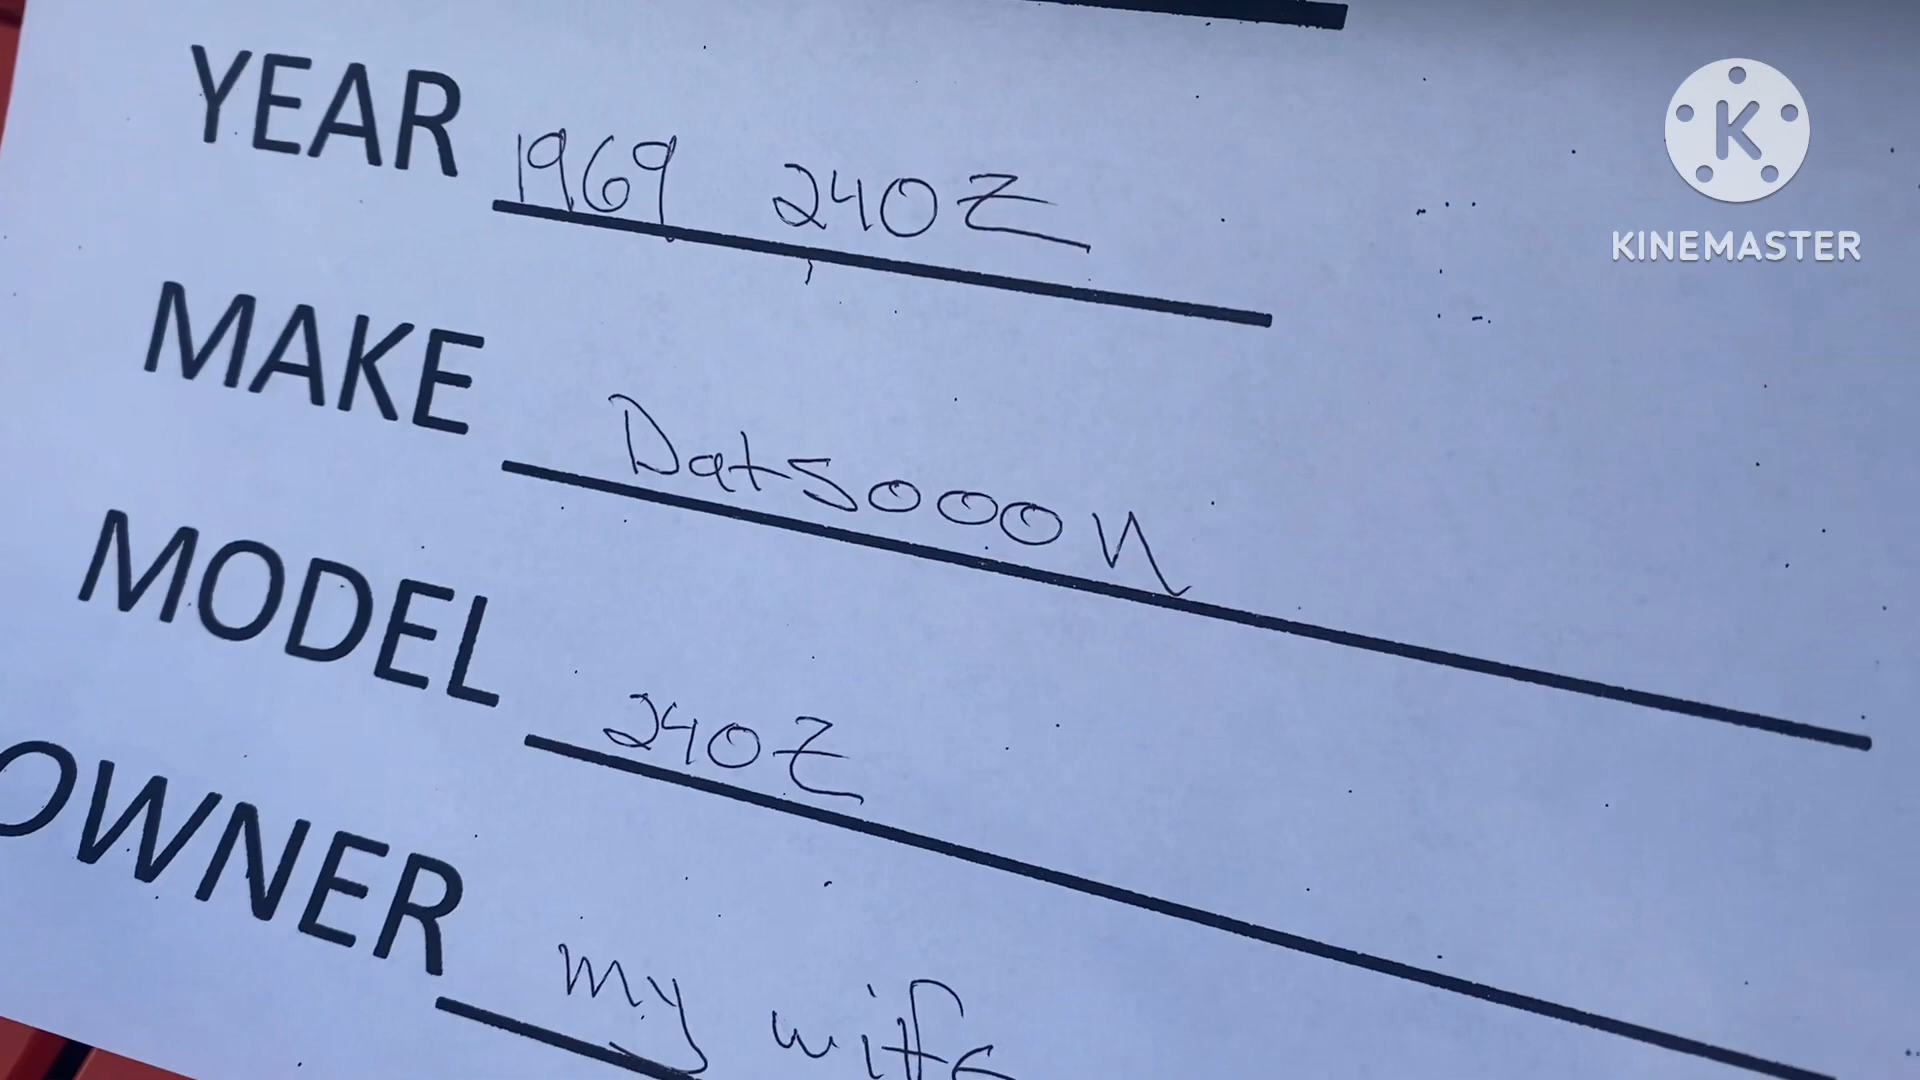 YEAR 1969 240Z
MAKE Datsooon
MODEL 240Z
OWNER my wife
K
KINEMASTER